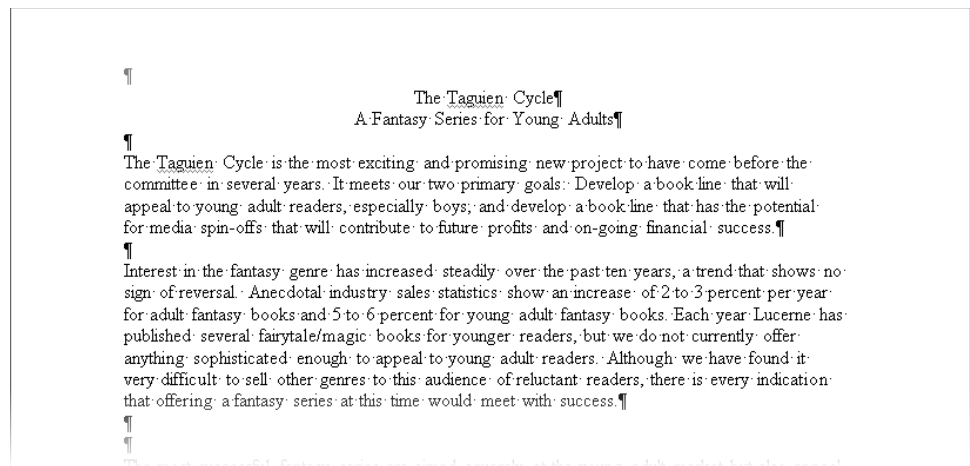 ¶
The Taguien Cycle¶
A Fantasy Series for Young Adults¶
¶
The Taguien Cycle is the most exciting and promising new project to have come before the
committee in several years. It meets our two primary goals: Develop a book line that will
appeal to young adult readers, especially boys; and develop a book line that has the potential
for media spin-offs that will contribute to future profits and on-going financial success.¶
¶
Interest in the fantasy genre has increased steadily over the past ten years, a trend that shows no
sign of reversal. Anecdotal industry sales statistics show an increase of 2 to 3 percent per year
for adult fantasy books and 5 to 6 percent for young adult fantasy books. Each year Lucerne has
published several fairytale/magic books for younger readers, but we do not currently offer
anything sophisticated enough to appeal to young adult readers. Although we have found it
very difficult to sell other genres to this audience of reluctant readers, there is every indication
that offering a fantasy series at this time would meet with success.¶
¶
¶